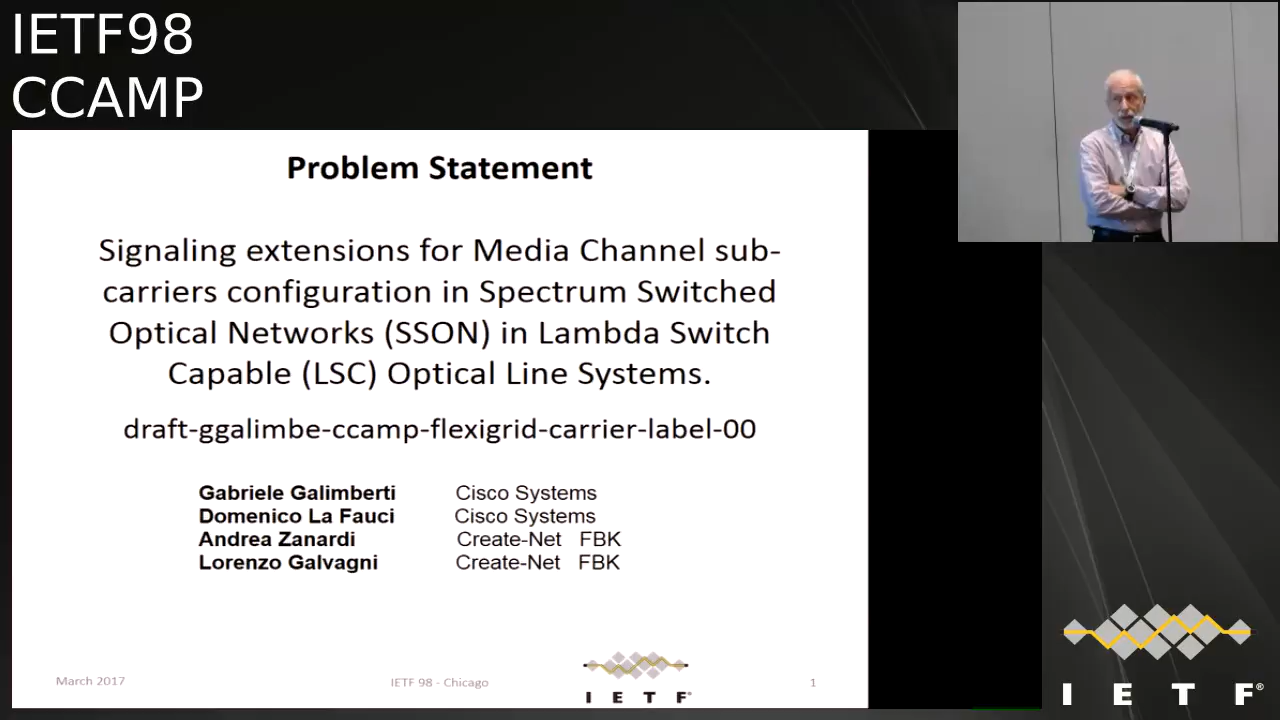 IETF98
CCAMP
Problem Statement
Signaling extensions for Media Channel sub-
carriers configuration in Spectrum Switched
Optical Networks (SSON) in Lambda Switch
Capable (LSC) Optical Line Systems.
draft-ggalimbe-ccamp-flexigrid-carrier-label-00
Gabriele Galimberti Cisco Systems
Domenico La Fauci Cisco Systems
Andrea Zanardi Create-Net FBK
Lorenzo Galvagni Create-Net FBK
March 2017 IETF 98 - Chicago I E T F® 1
I E T F®